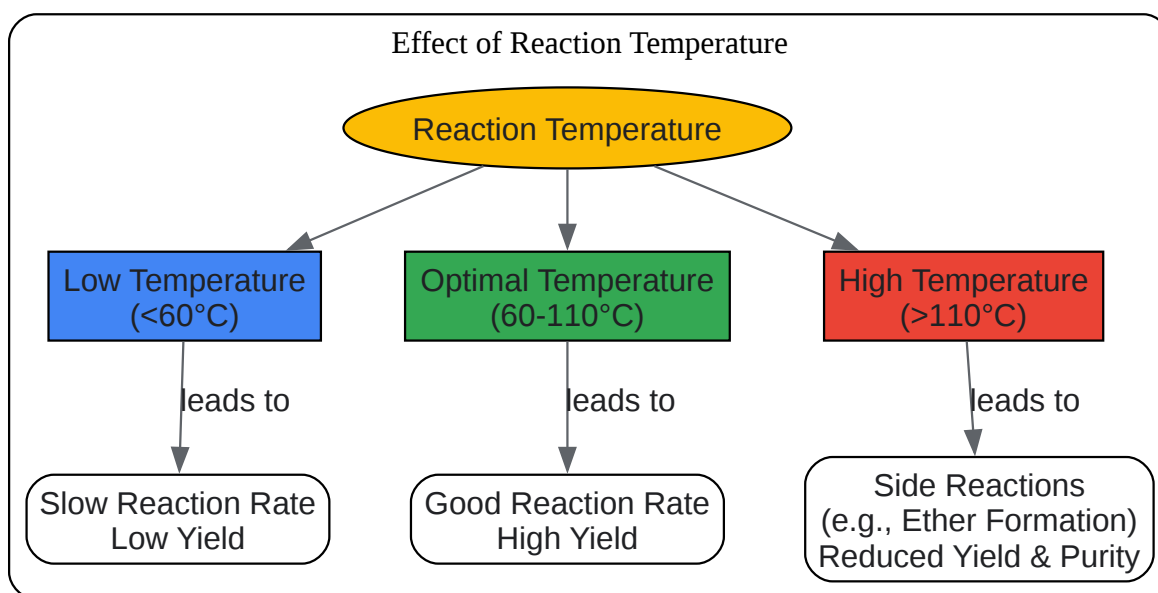 Effect of Reaction Temperature
Reaction Temperature
Low Temperature
(<60°C)
Optimal Temperature
(60-110°C)
High Temperature
(>110°C)
leads to
leads to
leads to
Slow Reaction Rate
Low Yield
Good Reaction Rate
High Yield
Side Reactions
(e.g., Ether Formation)
Reduced Yield & Purity